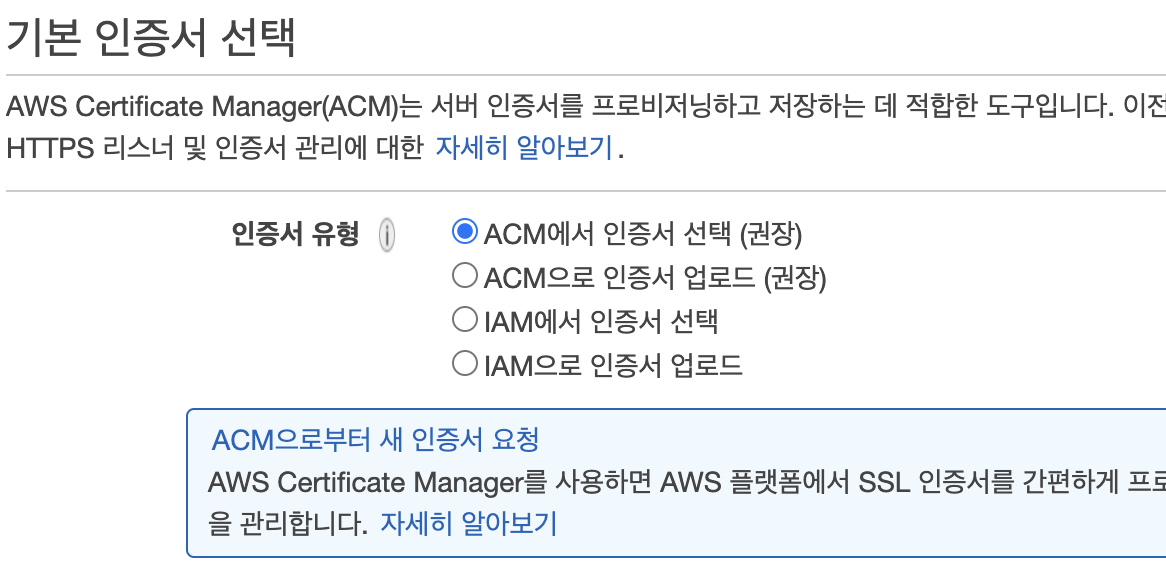 기본 인증서 선택
AWS Certificate Manager(ACM)는 서버 인증서를 프로비저닝하고 저장하는 데 적합한 도구입니다. 이전
HTTPS 리스너 및 인증서 관리에 대한 자세히 알아보기.
인증서 유형 i ACM에서 인증서 선택 (권장)
ACM으로 인증서 업로드 (권장)
IAM에서 인증서 선택
IAM으로 인증서 업로드
ACM으로부터 새 인증서 요청
AWS Certificate Manager를 사용하면 AWS 플랫폼에서 SSL 인증서를 간편하게 프로
을 관리합니다. 자세히 알아보기